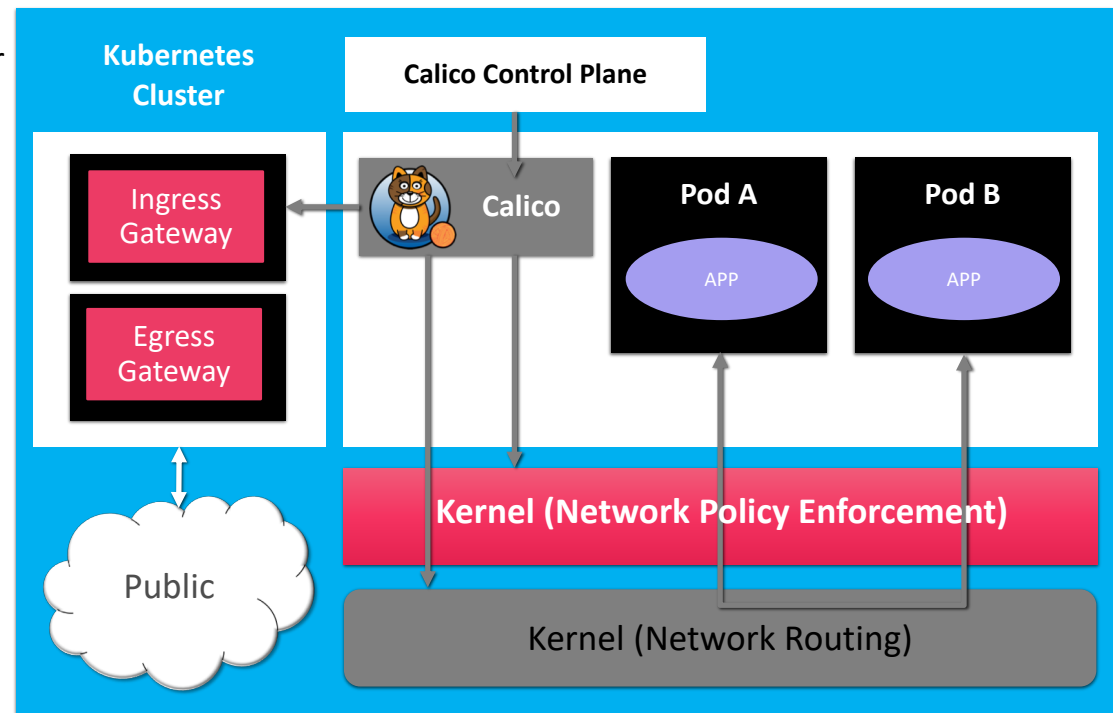 Kubernetes
Cluster
Calico Control Plane
Ingress
Gateway
Egress
Gateway
Calico
Pod A
APP
Pod B
APP
Kernel (Network Policy Enforcement)
Kernel (Network Routing)
Public